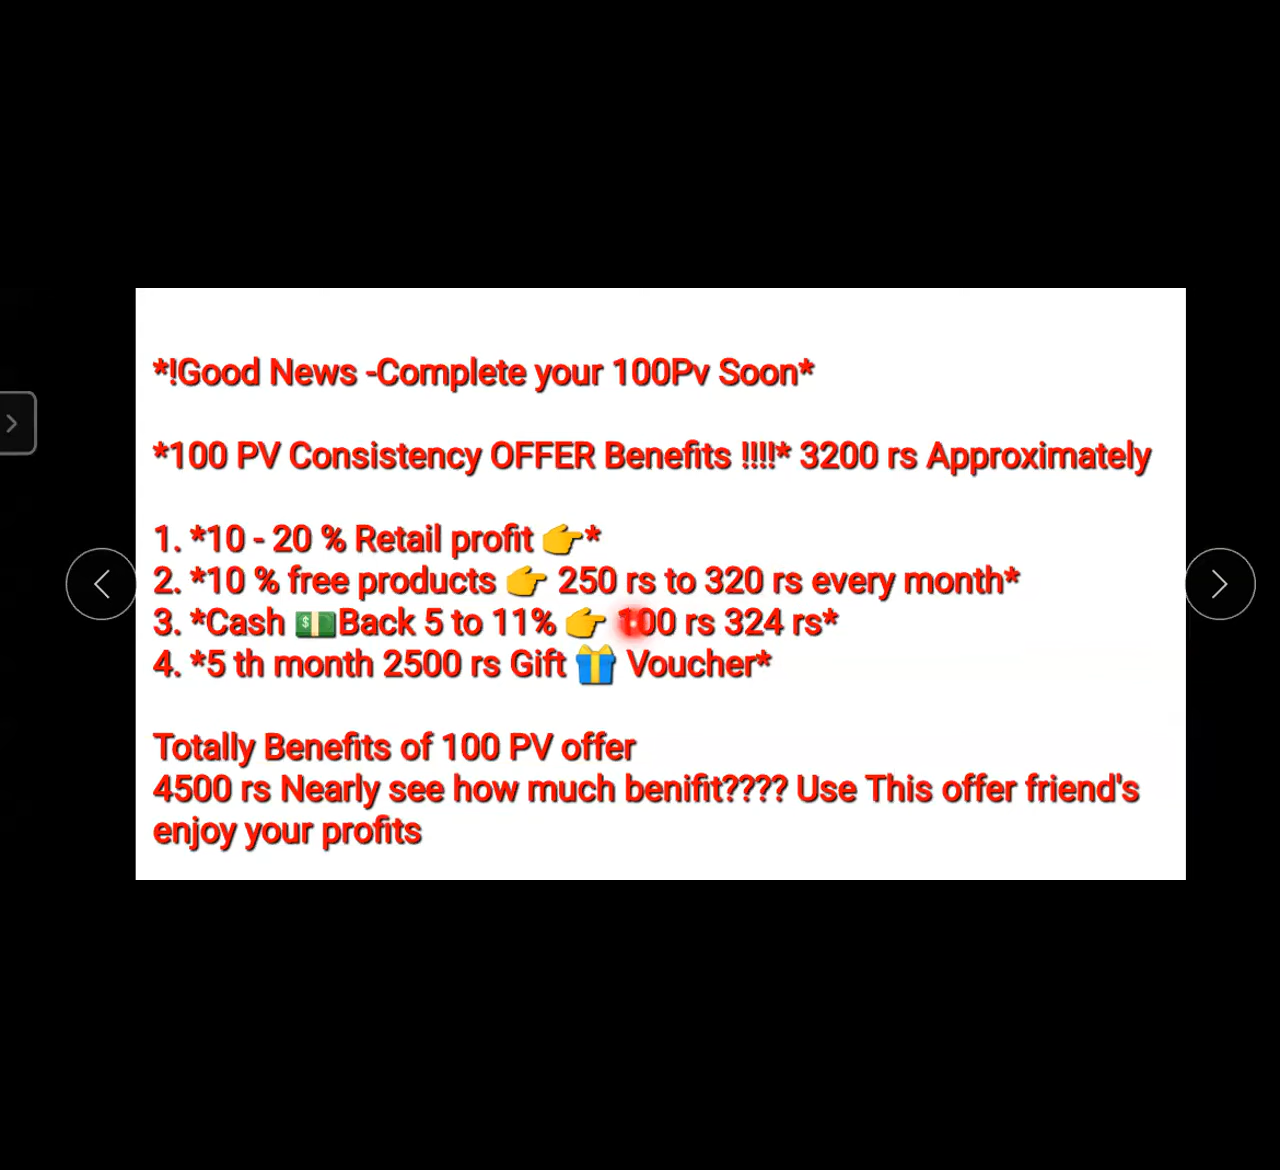 *!Good News -Complete your 100Pv Soon*
*100 PV Consistency OFFER Benefits !!!!* 3200 rs Approximately
1. *10 - 20 % Retail profit 👉*
2. *10 % free products 👉 250 rs to 320 rs every month*
3. *Cash 💵Back 5 to 11% 👉 100 rs 324 rs*
4. *5 th month 2500 rs Gift 🎁 Voucher*
Totally Benefits of 100 PV offer
4500 rs Nearly see how much benifit???? Use This offer friend's
enjoy your profits